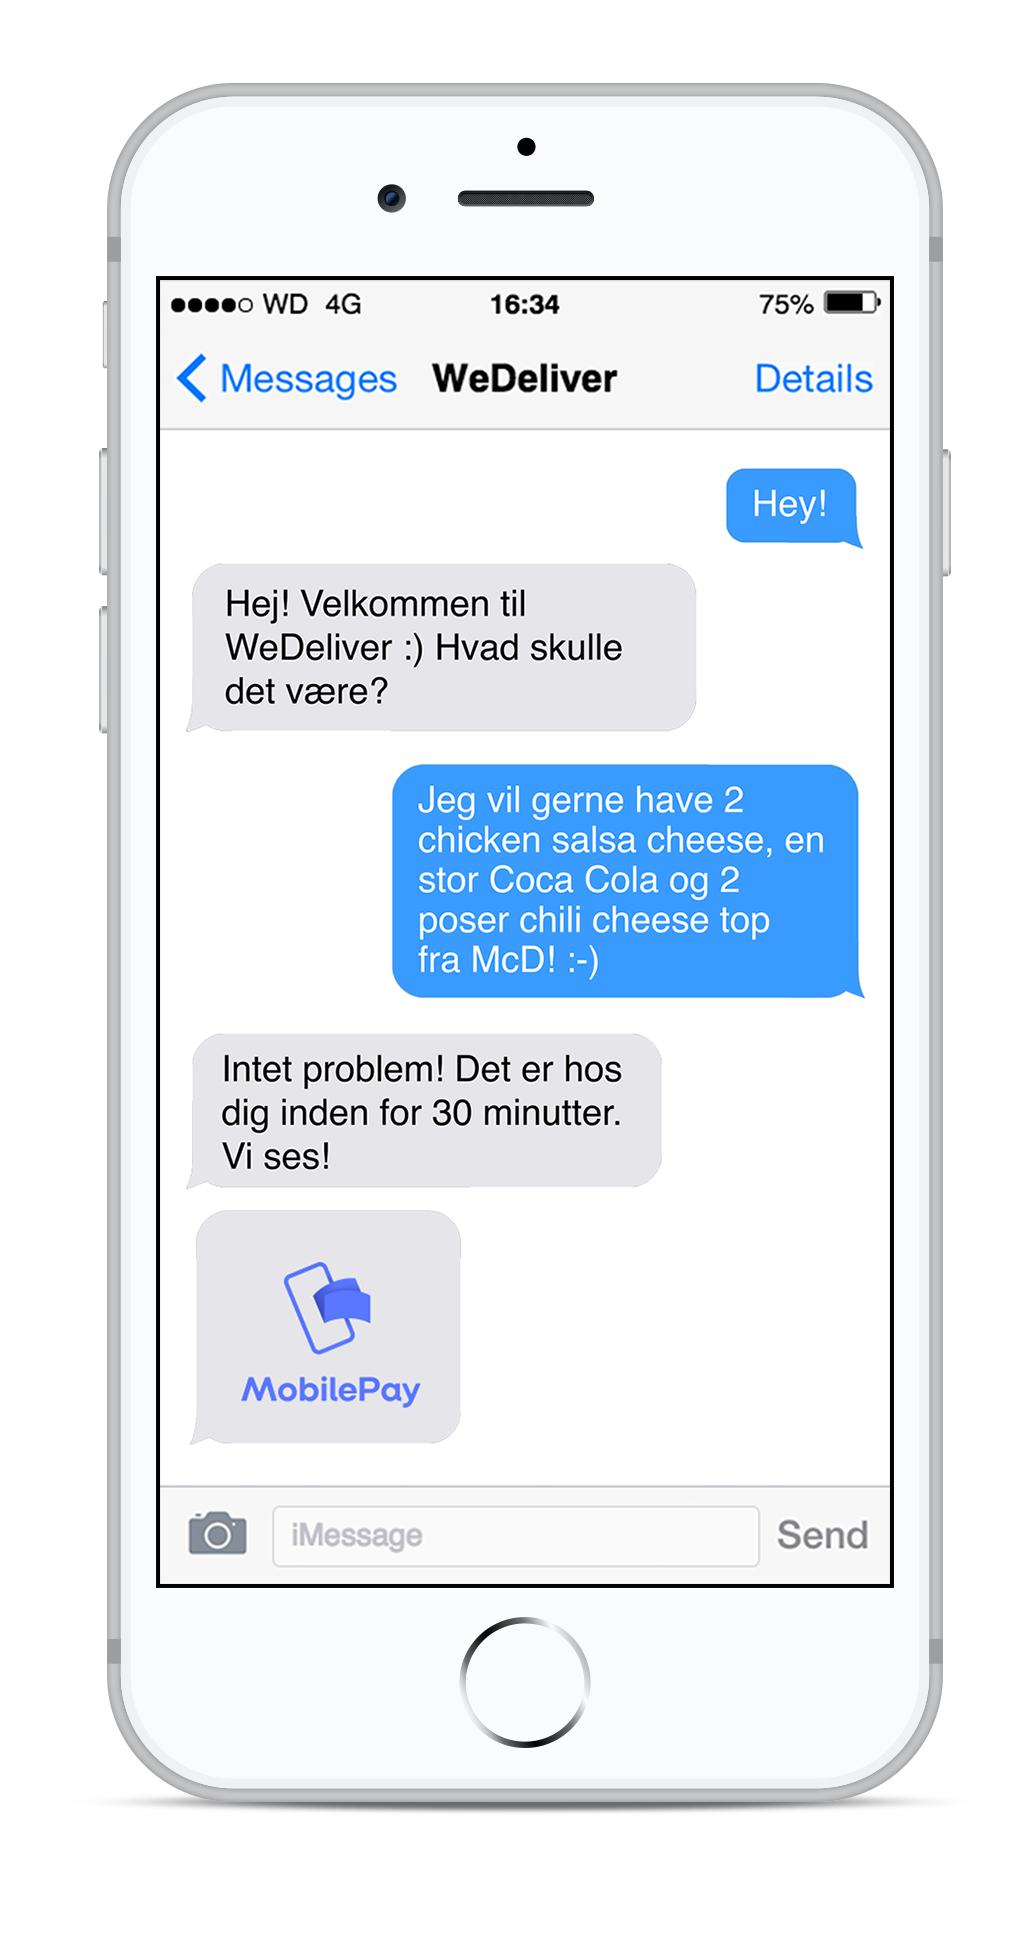 WD 4G 16:34 75%
Messages WeDeliver Details
Hey!
Hej! Velkommen til
WeDeliver :) Hvad skulle
det være?
Jeg vil gerne have 2
chicken salsa cheese, en
stor Coca Cola og 2
poser chili cheese top
fra McD! :-)
Intet problem! Det er hos
dig inden for 30 minutter.
Vi ses!
MobilePay
iMessage Send